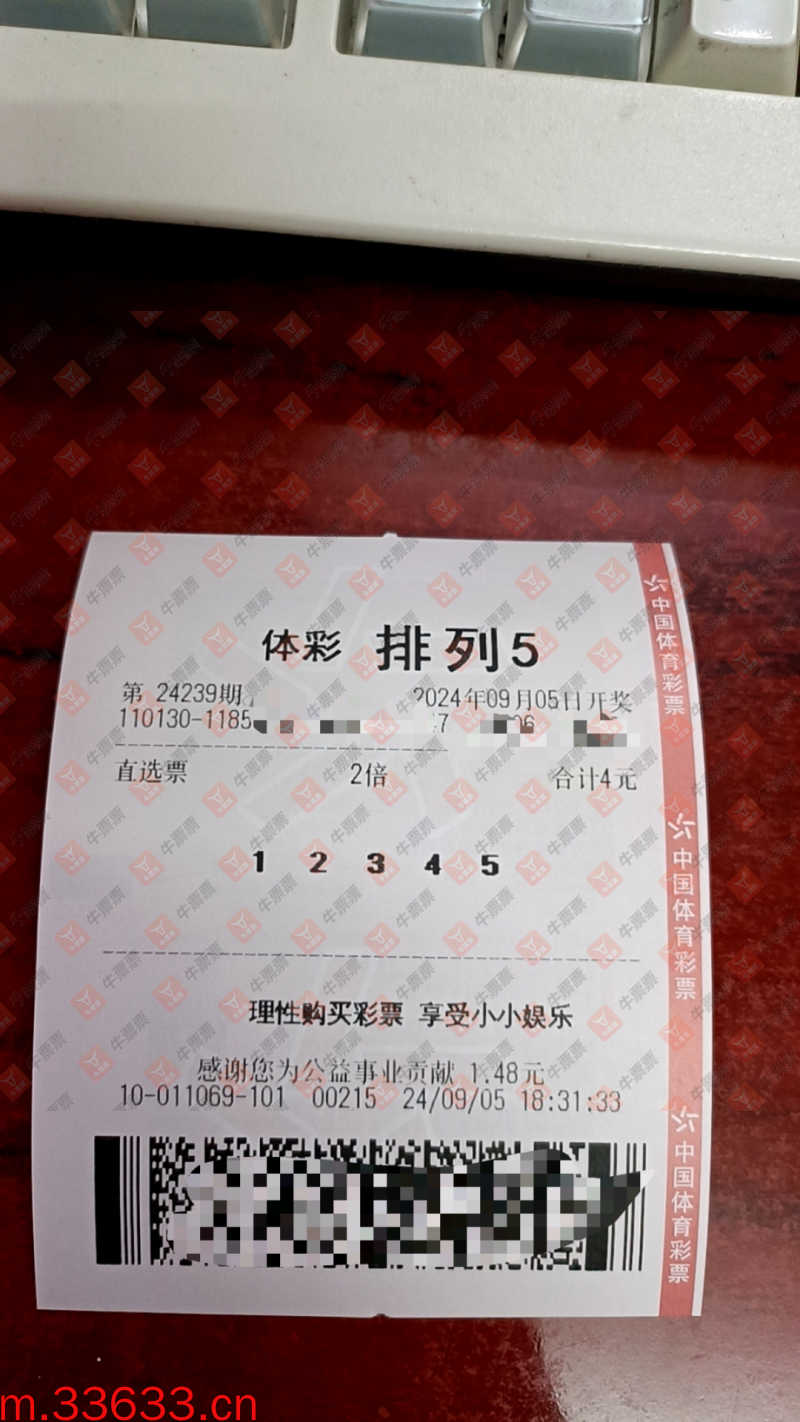 体彩 排列5
第 24239期 2024年09月05日开奖
110130-1185
直选票 2倍 合计4元
1 2 3 4 5
理性购买彩票 享受小小娱乐
感谢您为公益事业贡献 1.48元
10-011069-101 00215 24/09/05 18:31:33
中国体育彩票
中国体育彩票
中国体育彩票
牛票票
m.33633.cn